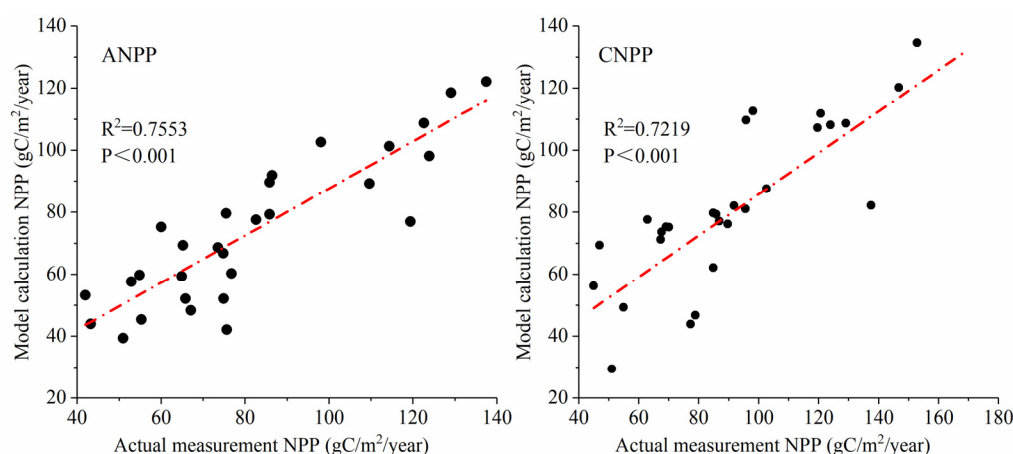 ANPP
R²=0.7553
P＜0.001
Model calculation NPP (gC/m²/year)
140
120
100
80
60
40
20
40 60 80 100 120 140
Actual measurement NPP (gC/m²/year)
CNPP
R²=0.7219
P＜0.001
Model calculation NPP (gC/m²/year)
140
120
100
80
60
40
20
40 60 80 100 120 140 160 180
Actual measurement NPP (gC/m²/year)